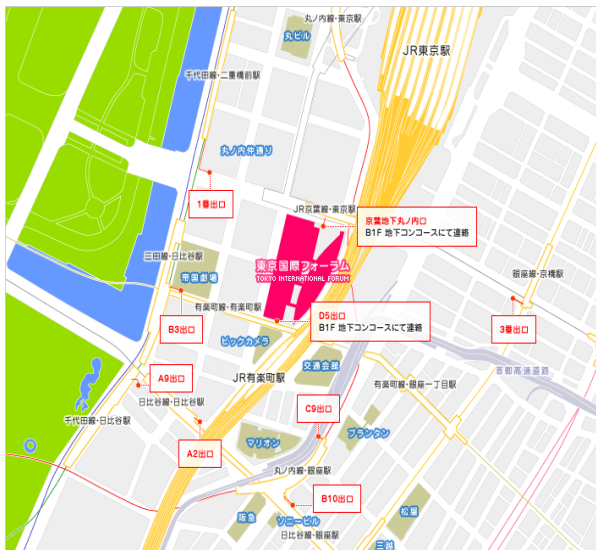 丸ノ内線・東京駅
丸ビル
JR東京駅
千代田線・二重橋前駅
丸ノ内仲通り
1番出口
JR京葉線・東京駅
京葉地下丸ノ内口
B1F 地下コンコースにて連絡
三田線・日比谷駅
東京国際フォーラム
TOKYO INTERNATIONAL FORUM
帝国劇場
銀座線・京橋駅
有楽町線・有楽町駅
D5出口
B1F 地下コンコースにて連絡
B3出口
3番出口
ビックカメラ
交通会館
首都高速道路
A9出口
JR有楽町駅
有楽町線・銀座一丁目駅
日比谷線・日比谷駅
C9出口
千代田線・日比谷駅
プランタン
A2出口
マリオン
丸ノ内線・銀座駅
B10出口
松屋
阪急
ソニービル
日比谷線・銀座駅
三越